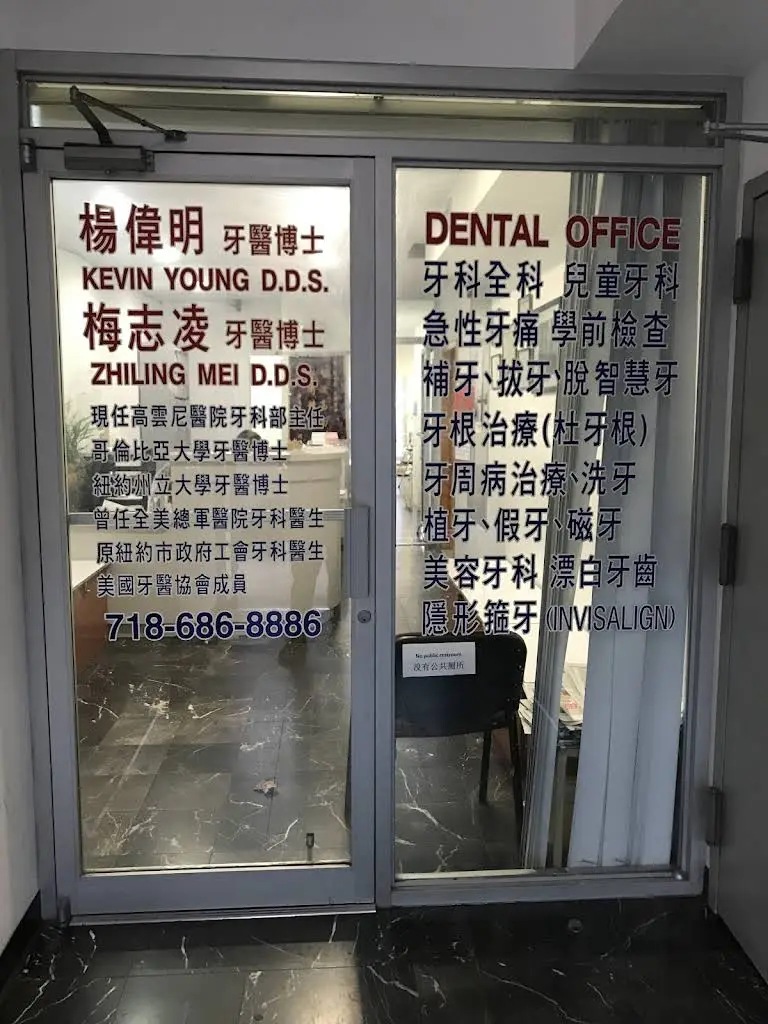 楊偉明 牙醫博士
KEVIN YOUNG D.D.S.
梅志凌 牙醫博士
ZHILING MEI D.D.S.
現任高雲尼醫院牙科部主任
哥倫比亞大學牙醫博士
紐約州立大學牙醫博士
曾任全美總軍醫院牙科醫生
原紐約市政府工會牙科醫生
美國牙醫協會成員
718-686-8886
DENTAL OFFICE
牙科全科 兒童牙科
急性牙痛 學前檢查
補牙、拔牙、脫智慧牙
牙根治療(杜牙根)
牙周病治療、洗牙
植牙、假牙、磁牙
美容牙科 漂白牙齒
隱形箍牙(INVISALIGN)
No public restroom
没有公共厠所